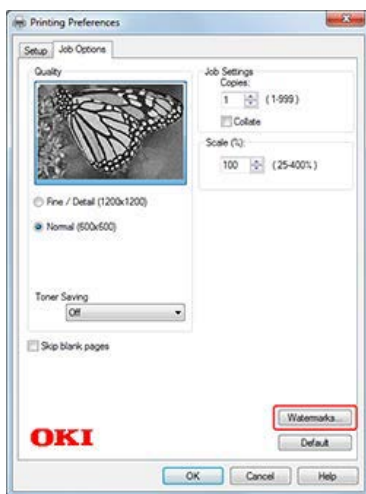 Printing Preferences
Setup Job Options
Quality
Job Settings
Copies:
1 (1-999)
Collate
Scale (%):
100 (25-400%)
Fine / Detail (1200x1200)
Normal (600x600)
Toner Saving
Off
Skip blank pages
Watermarks...
OKI
Default
OK Cancel Help